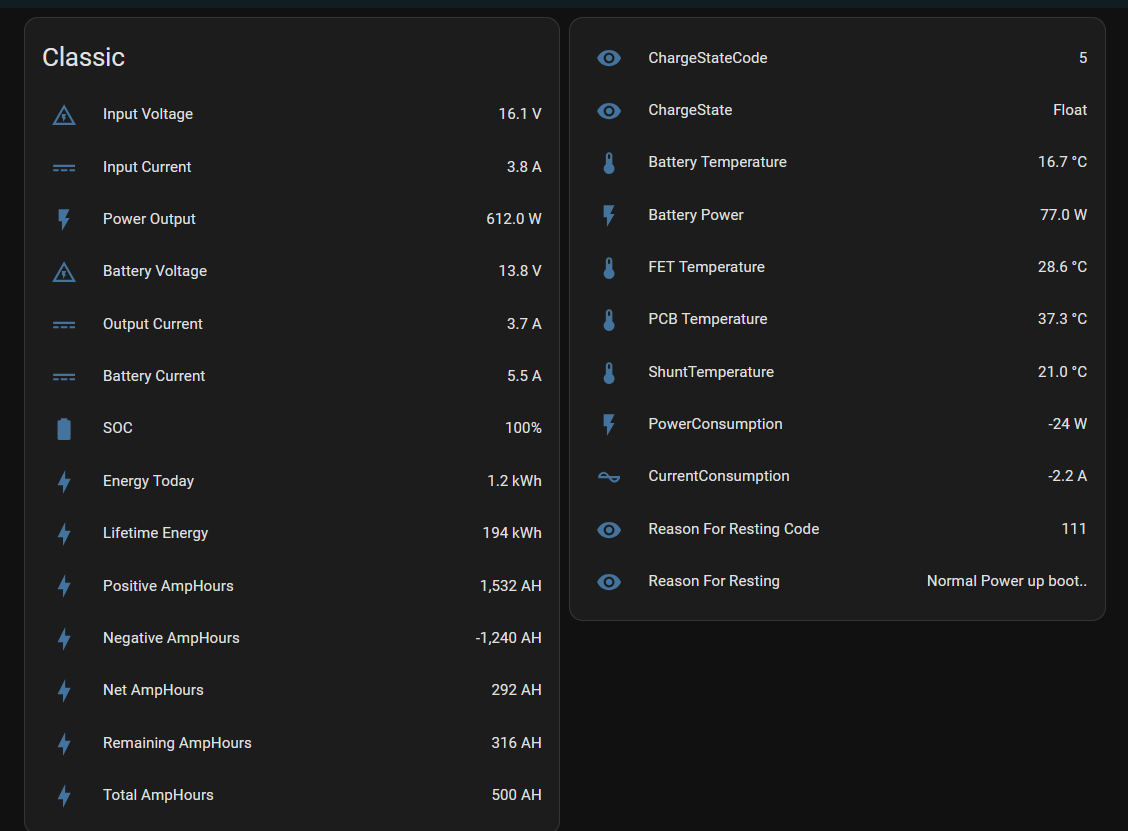 Classic
Input Voltage 16.1 V
Input Current 3.8 A
Power Output 612.0 W
Battery Voltage 13.8 V
Output Current 3.7 A
Battery Current 5.5 A
SOC 100%
Energy Today 1.2 kWh
Lifetime Energy 194 kWh
Positive AmpHours 1,532 AH
Negative AmpHours -1,240 AH
Net AmpHours 292 AH
Remaining AmpHours 316 AH
Total AmpHours 500 AH
ChargeStateCode 5
ChargeState Float
Battery Temperature 16.7 °C
Battery Power 77.0 W
FET Temperature 28.6 °C
PCB Temperature 37.3 °C
ShuntTemperature 21.0 °C
PowerConsumption -24 W
CurrentConsumption -2.2 A
Reason For Resting Code 111
Reason For Resting Normal Power up boot..